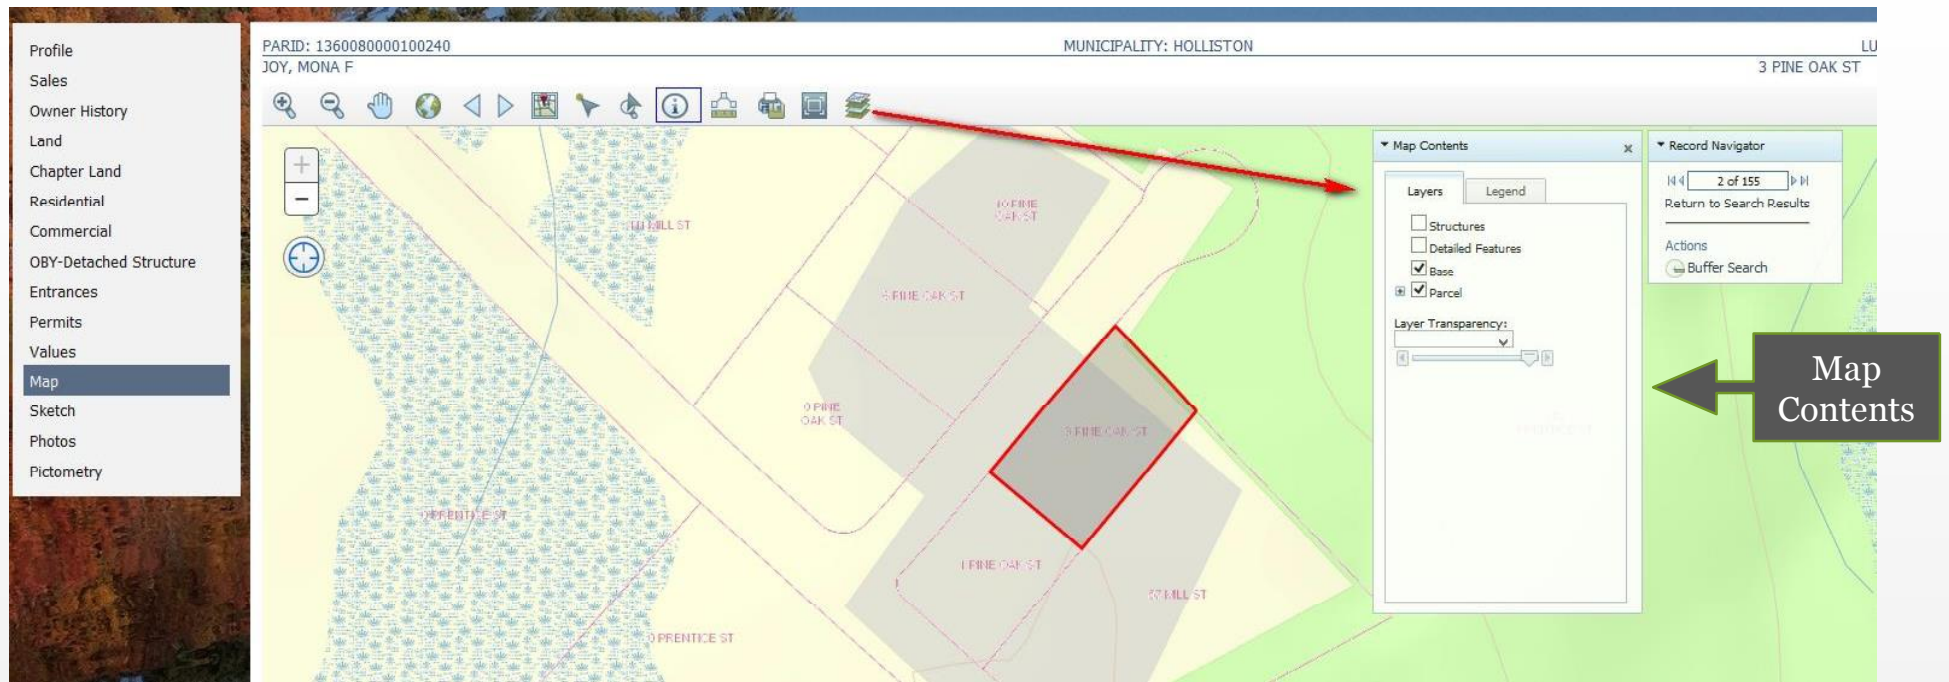 Profile
Sales
Owner History
Land
Chapter Land
Residential
Commercial
OBY-Detached Structure
Entrances
Permits
Values
Map
Sketch
Photos
Pictometry
PARID: 1360080000100240
MUNICIPALITY: HOLLISTON
LU
JOY, MONA F
3 PINE OAK ST
Map Contents
Layers
Legend
Structures
Detailed Features
Base
Parcel
Layer Transparency:
Record Navigator
2 of 155
Return to Search Results
Actions
Buffer Search
Map
Contents
10 PINE
OAK ST
MILL ST
PINE OAK ST
0 PINE
OAK ST
3 PINE OAK ST
0 PRENTICE ST
1 PINE OAK ST
MILL ST
0 PRENTICE ST